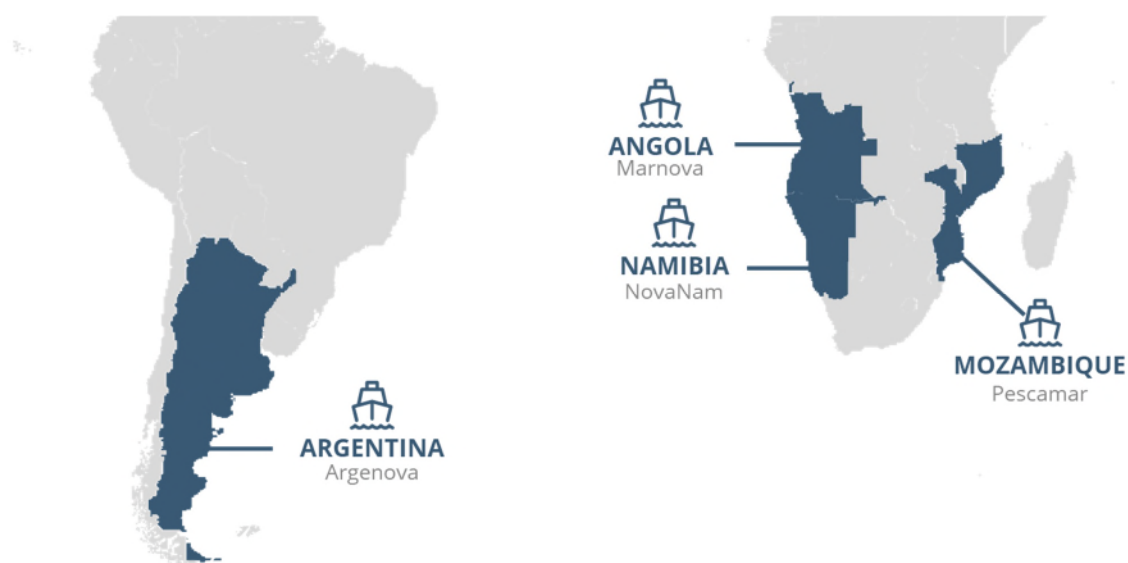 ANGOLA
Marnova
NAMIBIA
NovaNam
MOZAMBIQUE
Pescamar
ARGENTINA
Argenova